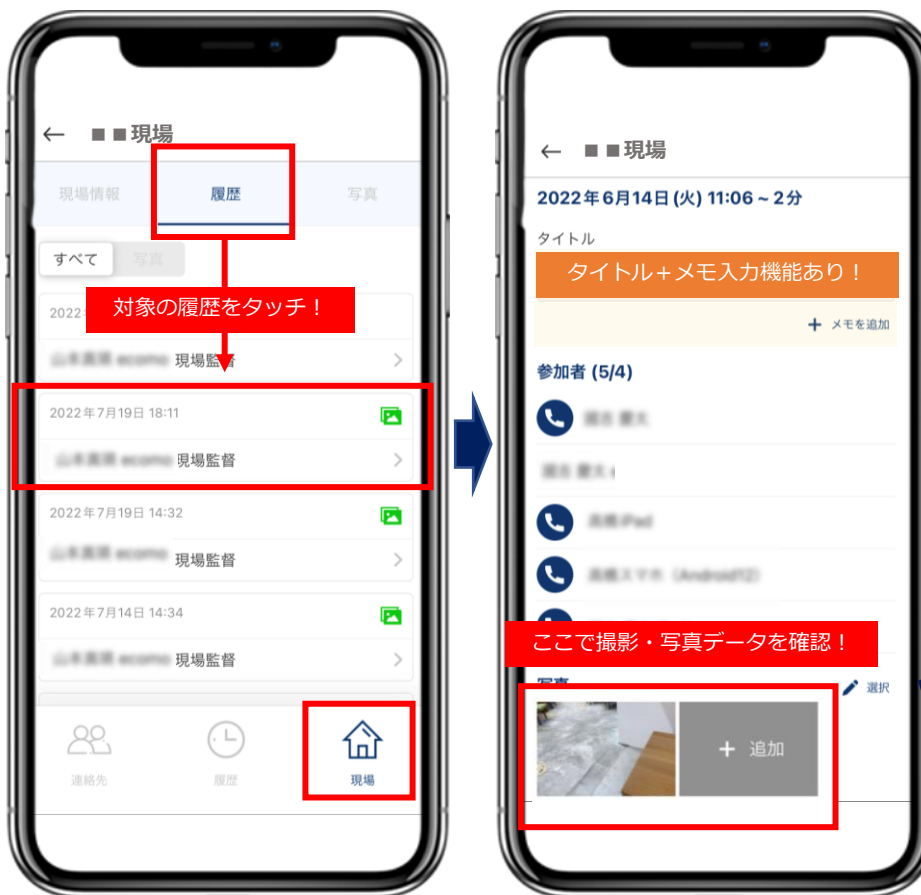 ← ■■現場
現場情報 履歴 写真
すべて 写真
対象の履歴をタッチ！
2022
現場監督
2022年7月19日 18:11
現場監督
2022年7月19日 14:32
現場監督
2022年7月14日 14:34
現場監督
連絡先 履歴 現場
← ■■現場
2022年6月14日(火) 11:06 ~ 2分
タイトル
タイトル＋メモ入力機能あり！
＋ メモを追加
参加者 (5/4)
ここで撮影・写真データを確認！
写真 選択
＋ 追加